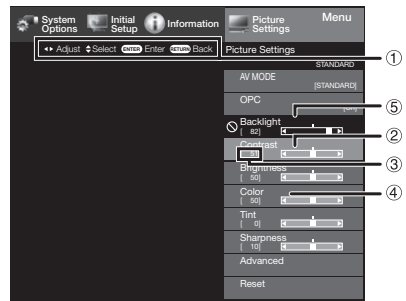 System Options
Initial Setup
Information
Picture Settings
Menu
Adjust Select ENTER Enter RETURN Back
Picture Settings
STANDARD
AV MODE
[STANDARD]
OPC
Backlight
[ 82]
Contrast
Brightness
[ 50]
Color
[ 50]
Tint
[ 0]
Sharpness
[ 10]
Advanced
Reset
①
⑤
②
③
④